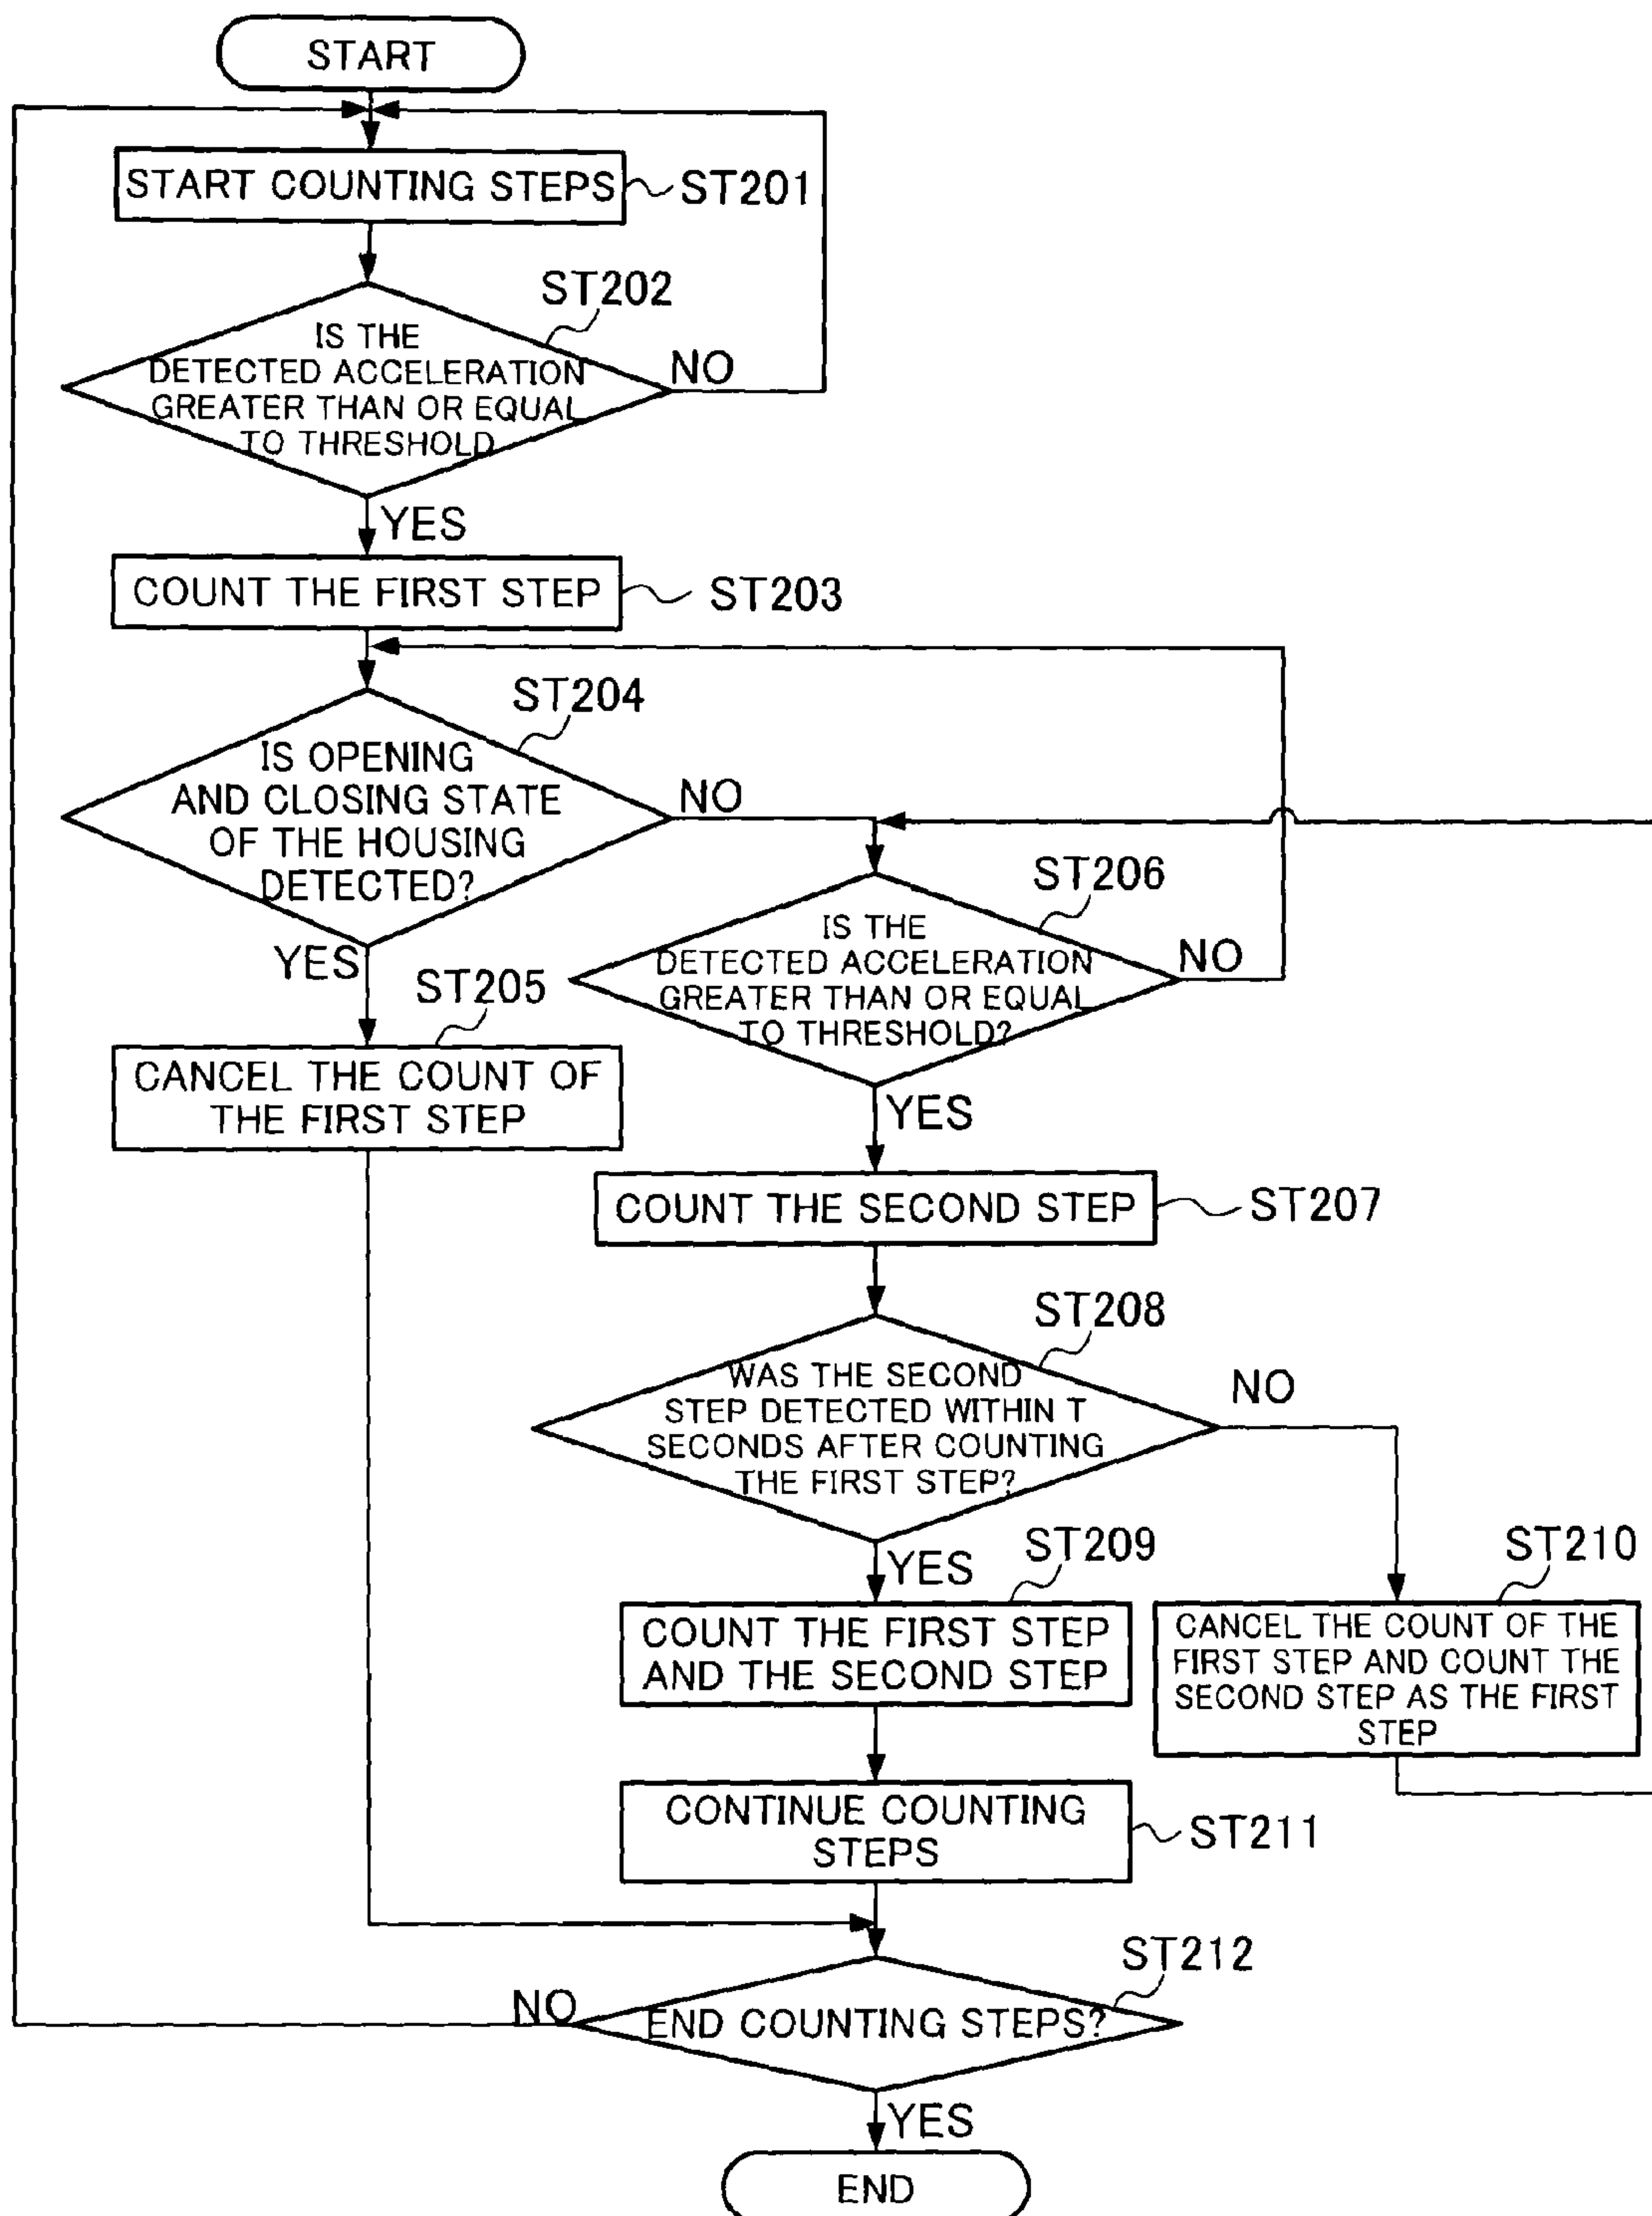 START
START COUNTING STEPS
ST201
ST202
IS THE
DETECTED ACCELERATION
GREATER THAN OR EQUAL
TO THRESHOLD
NO
YES
COUNT THE FIRST STEP
ST203
ST204
IS OPENING
AND CLOSING STATE
OF THE HOUSING
DETECTED?
NO
YES
ST205
CANCEL THE COUNT OF
THE FIRST STEP
ST206
IS THE
DETECTED ACCELERATION
GREATER THAN OR EQUAL
TO THRESHOLD?
NO
YES
COUNT THE SECOND STEP
ST207
ST208
WAS THE SECOND
STEP DETECTED WITHIN T
SECONDS AFTER COUNTING
THE FIRST STEP?
NO
YES
ST209
COUNT THE FIRST STEP
AND THE SECOND STEP
ST210
CANCEL THE COUNT OF THE
FIRST STEP AND COUNT THE
SECOND STEP AS THE FIRST
STEP
CONTINUE COUNTING
STEPS
ST211
ST212
END COUNTING STEPS?
NO
YES
END